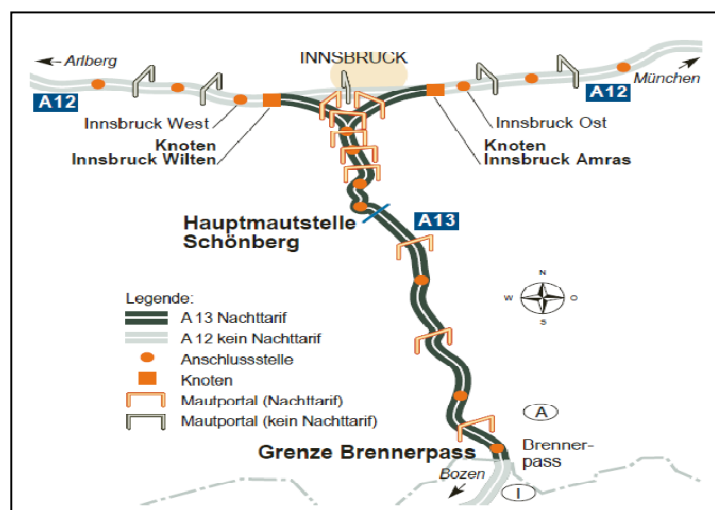 Arlberg
INNSBRUCK
München
A12
A12
Innsbruck West
Innsbruck Ost
Knoten
Innsbruck Wilten
Knoten
Innsbruck Amras
Hauptmautstelle
Schönberg
A13
N
W O
S
Legende:
A 13 Nachttarif
A 12 kein Nachttarif
Anschlussstelle
Knoten
Mautportal (Nachttarif)
Mautportal (kein Nachttarif)
A
Grenze Brennerpass
Brenner-
pass
Bozen
I